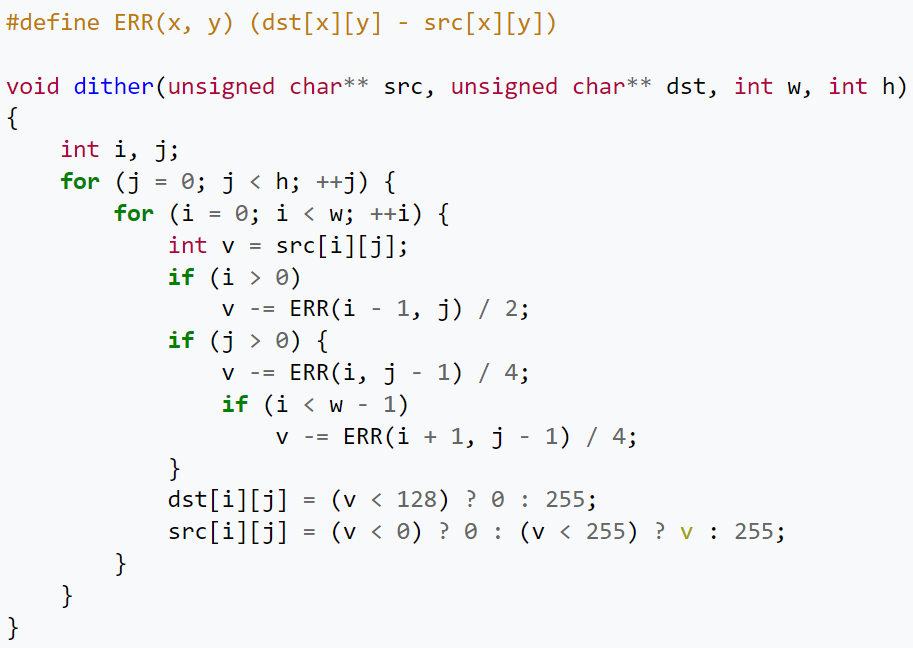 #define ERR(x, y) (dst[x][y] - src[x][y])

void dither(unsigned char** src, unsigned char** dst, int w, int h)
{
    int i, j;
    for (j = 0; j < h; ++j) {
        for (i = 0; i < w; ++i) {
            int v = src[i][j];
            if (i > 0)
                v -= ERR(i - 1, j) / 2;
            if (j > 0) {
                v -= ERR(i, j - 1) / 4;
                if (i < w - 1)
                    v -= ERR(i + 1, j - 1) / 4;
            }
            dst[i][j] = (v < 128) ? 0 : 255;
            src[i][j] = (v < 0) ? 0 : (v < 255) ? v : 255;
        }
    }
}